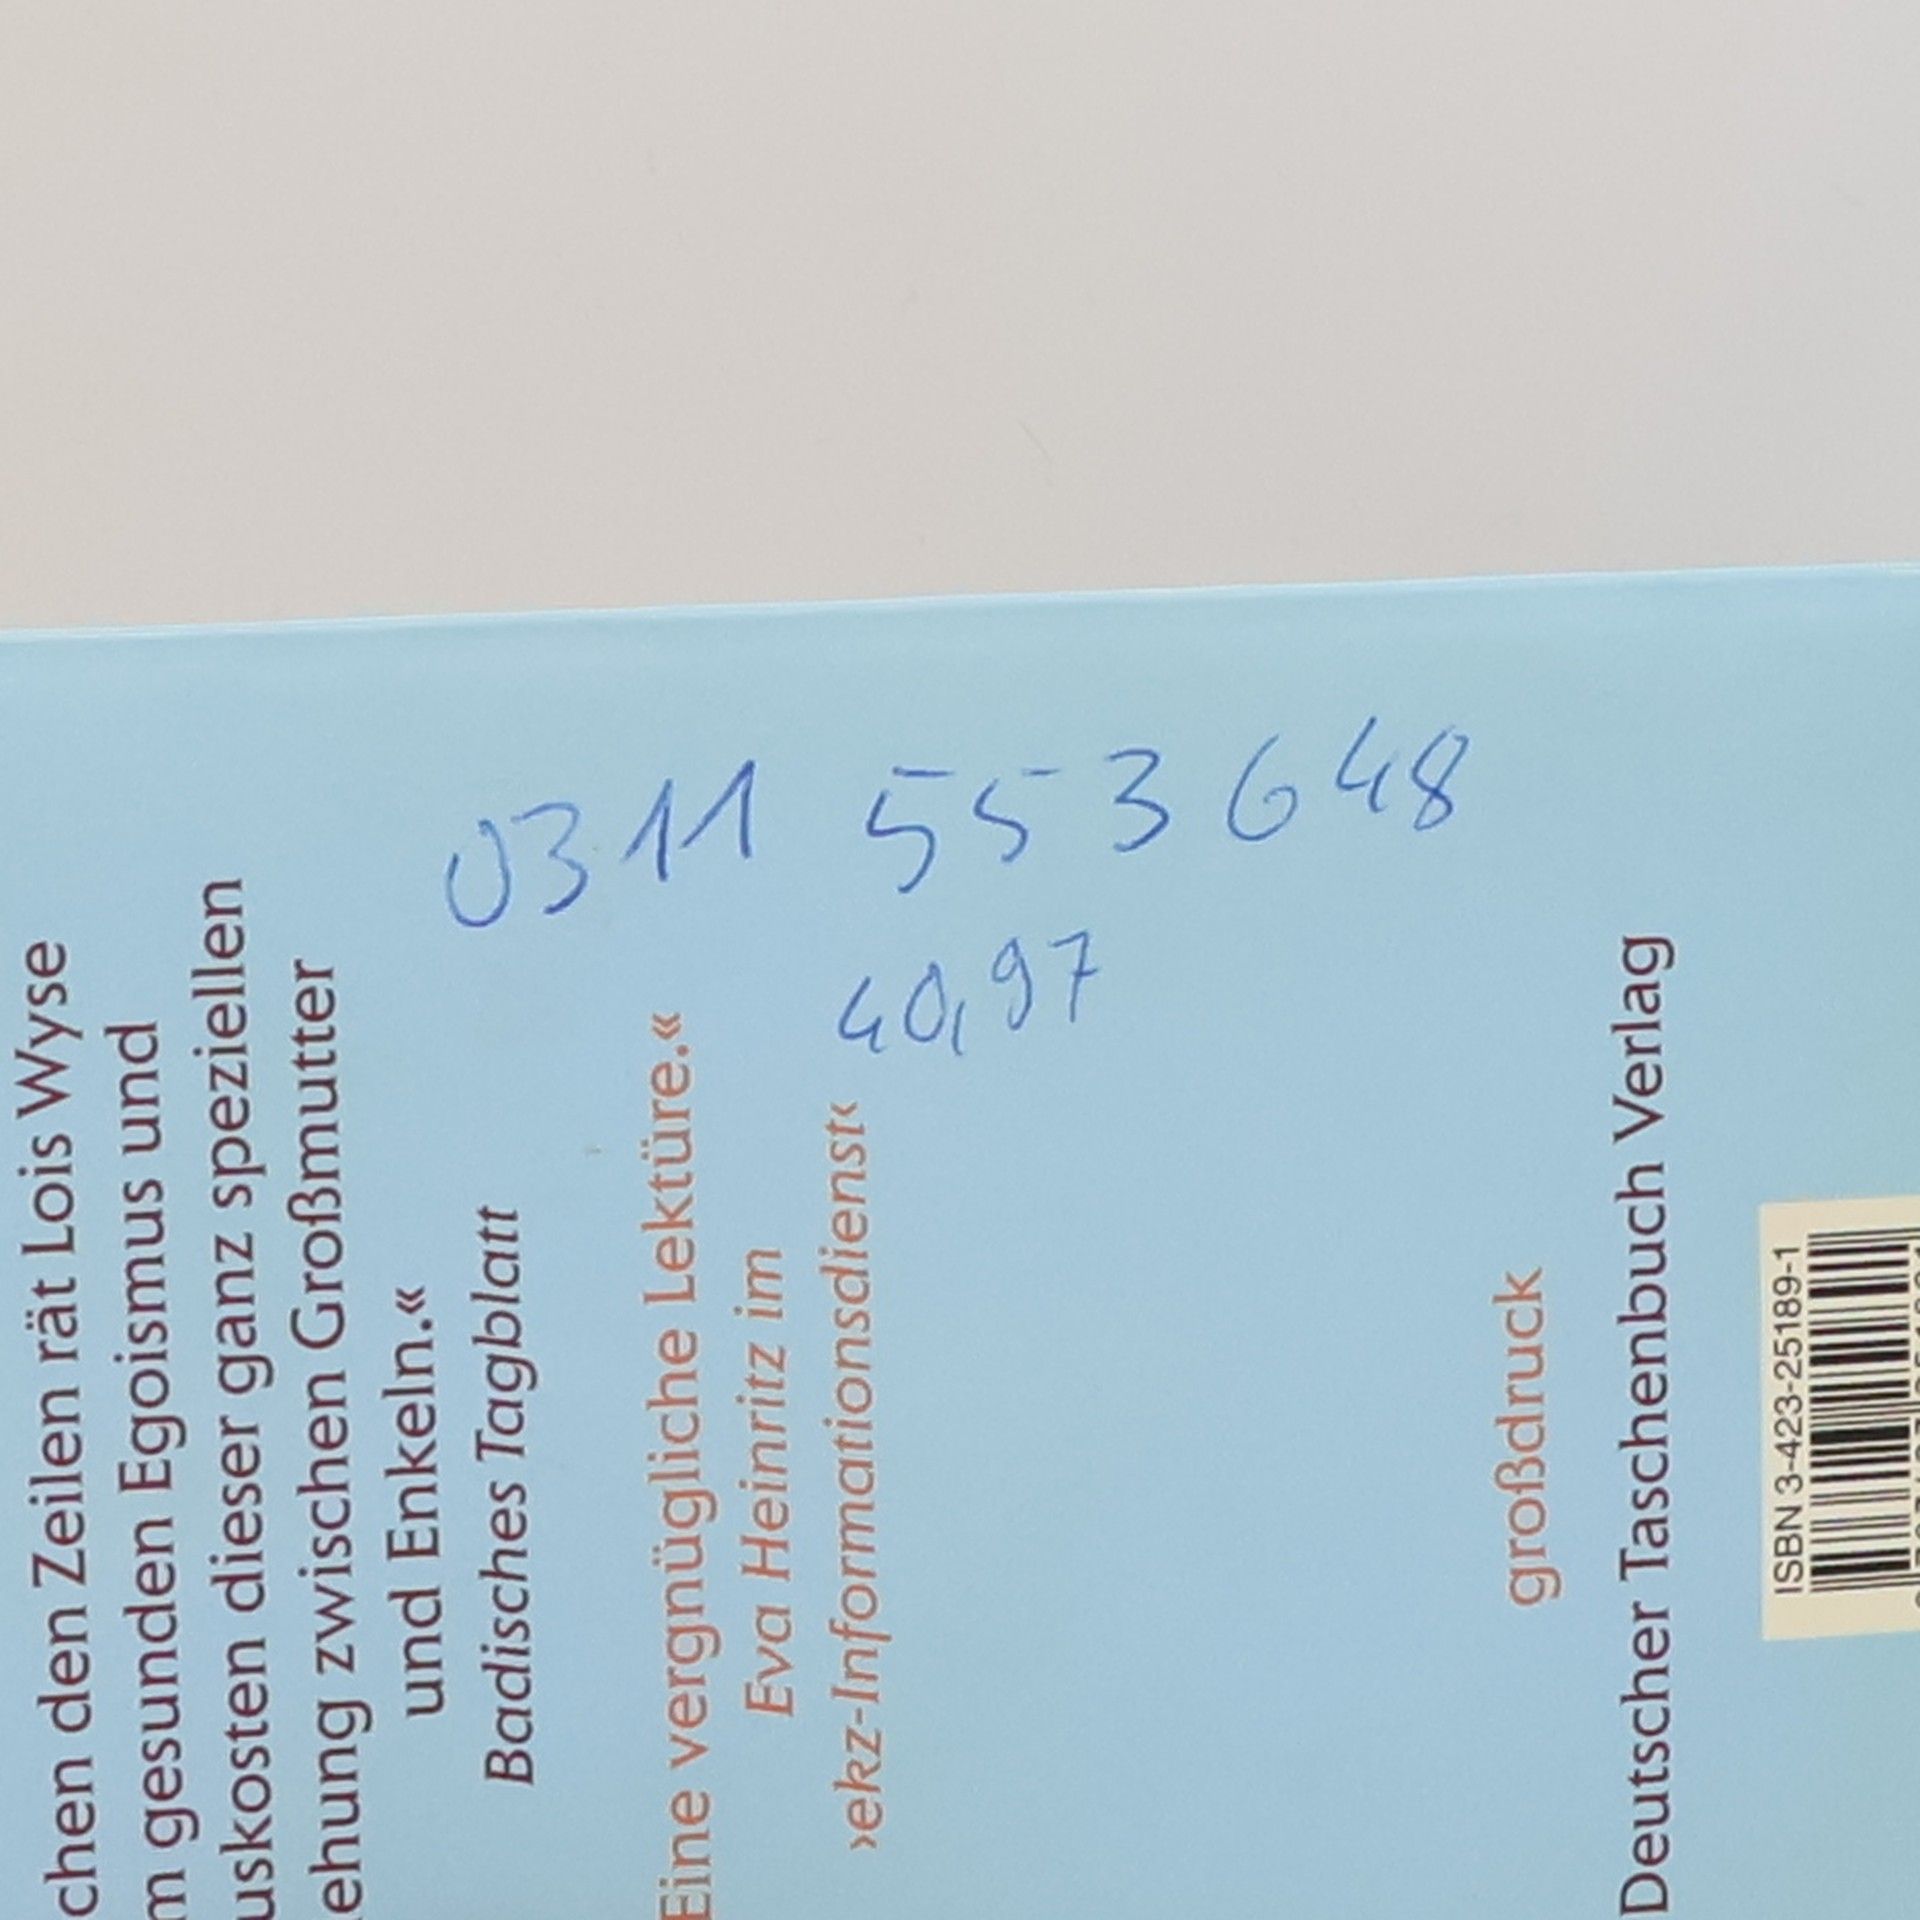 0311 553 648
40,97
chen den Zeilen rät Lois Wyse
m gesunden Egoismus und
uskosten dieser ganz speziellen
ehung zwischen Großmutter
und Enkeln.«
Badisches Tagblatt
Eine vergnügliche Lektüre.«
Eva Heinritz im
›ekz-Informationsdienst‹
großdruck
Deutscher Taschenbuch Verlag
ISBN 3-423-25189-1